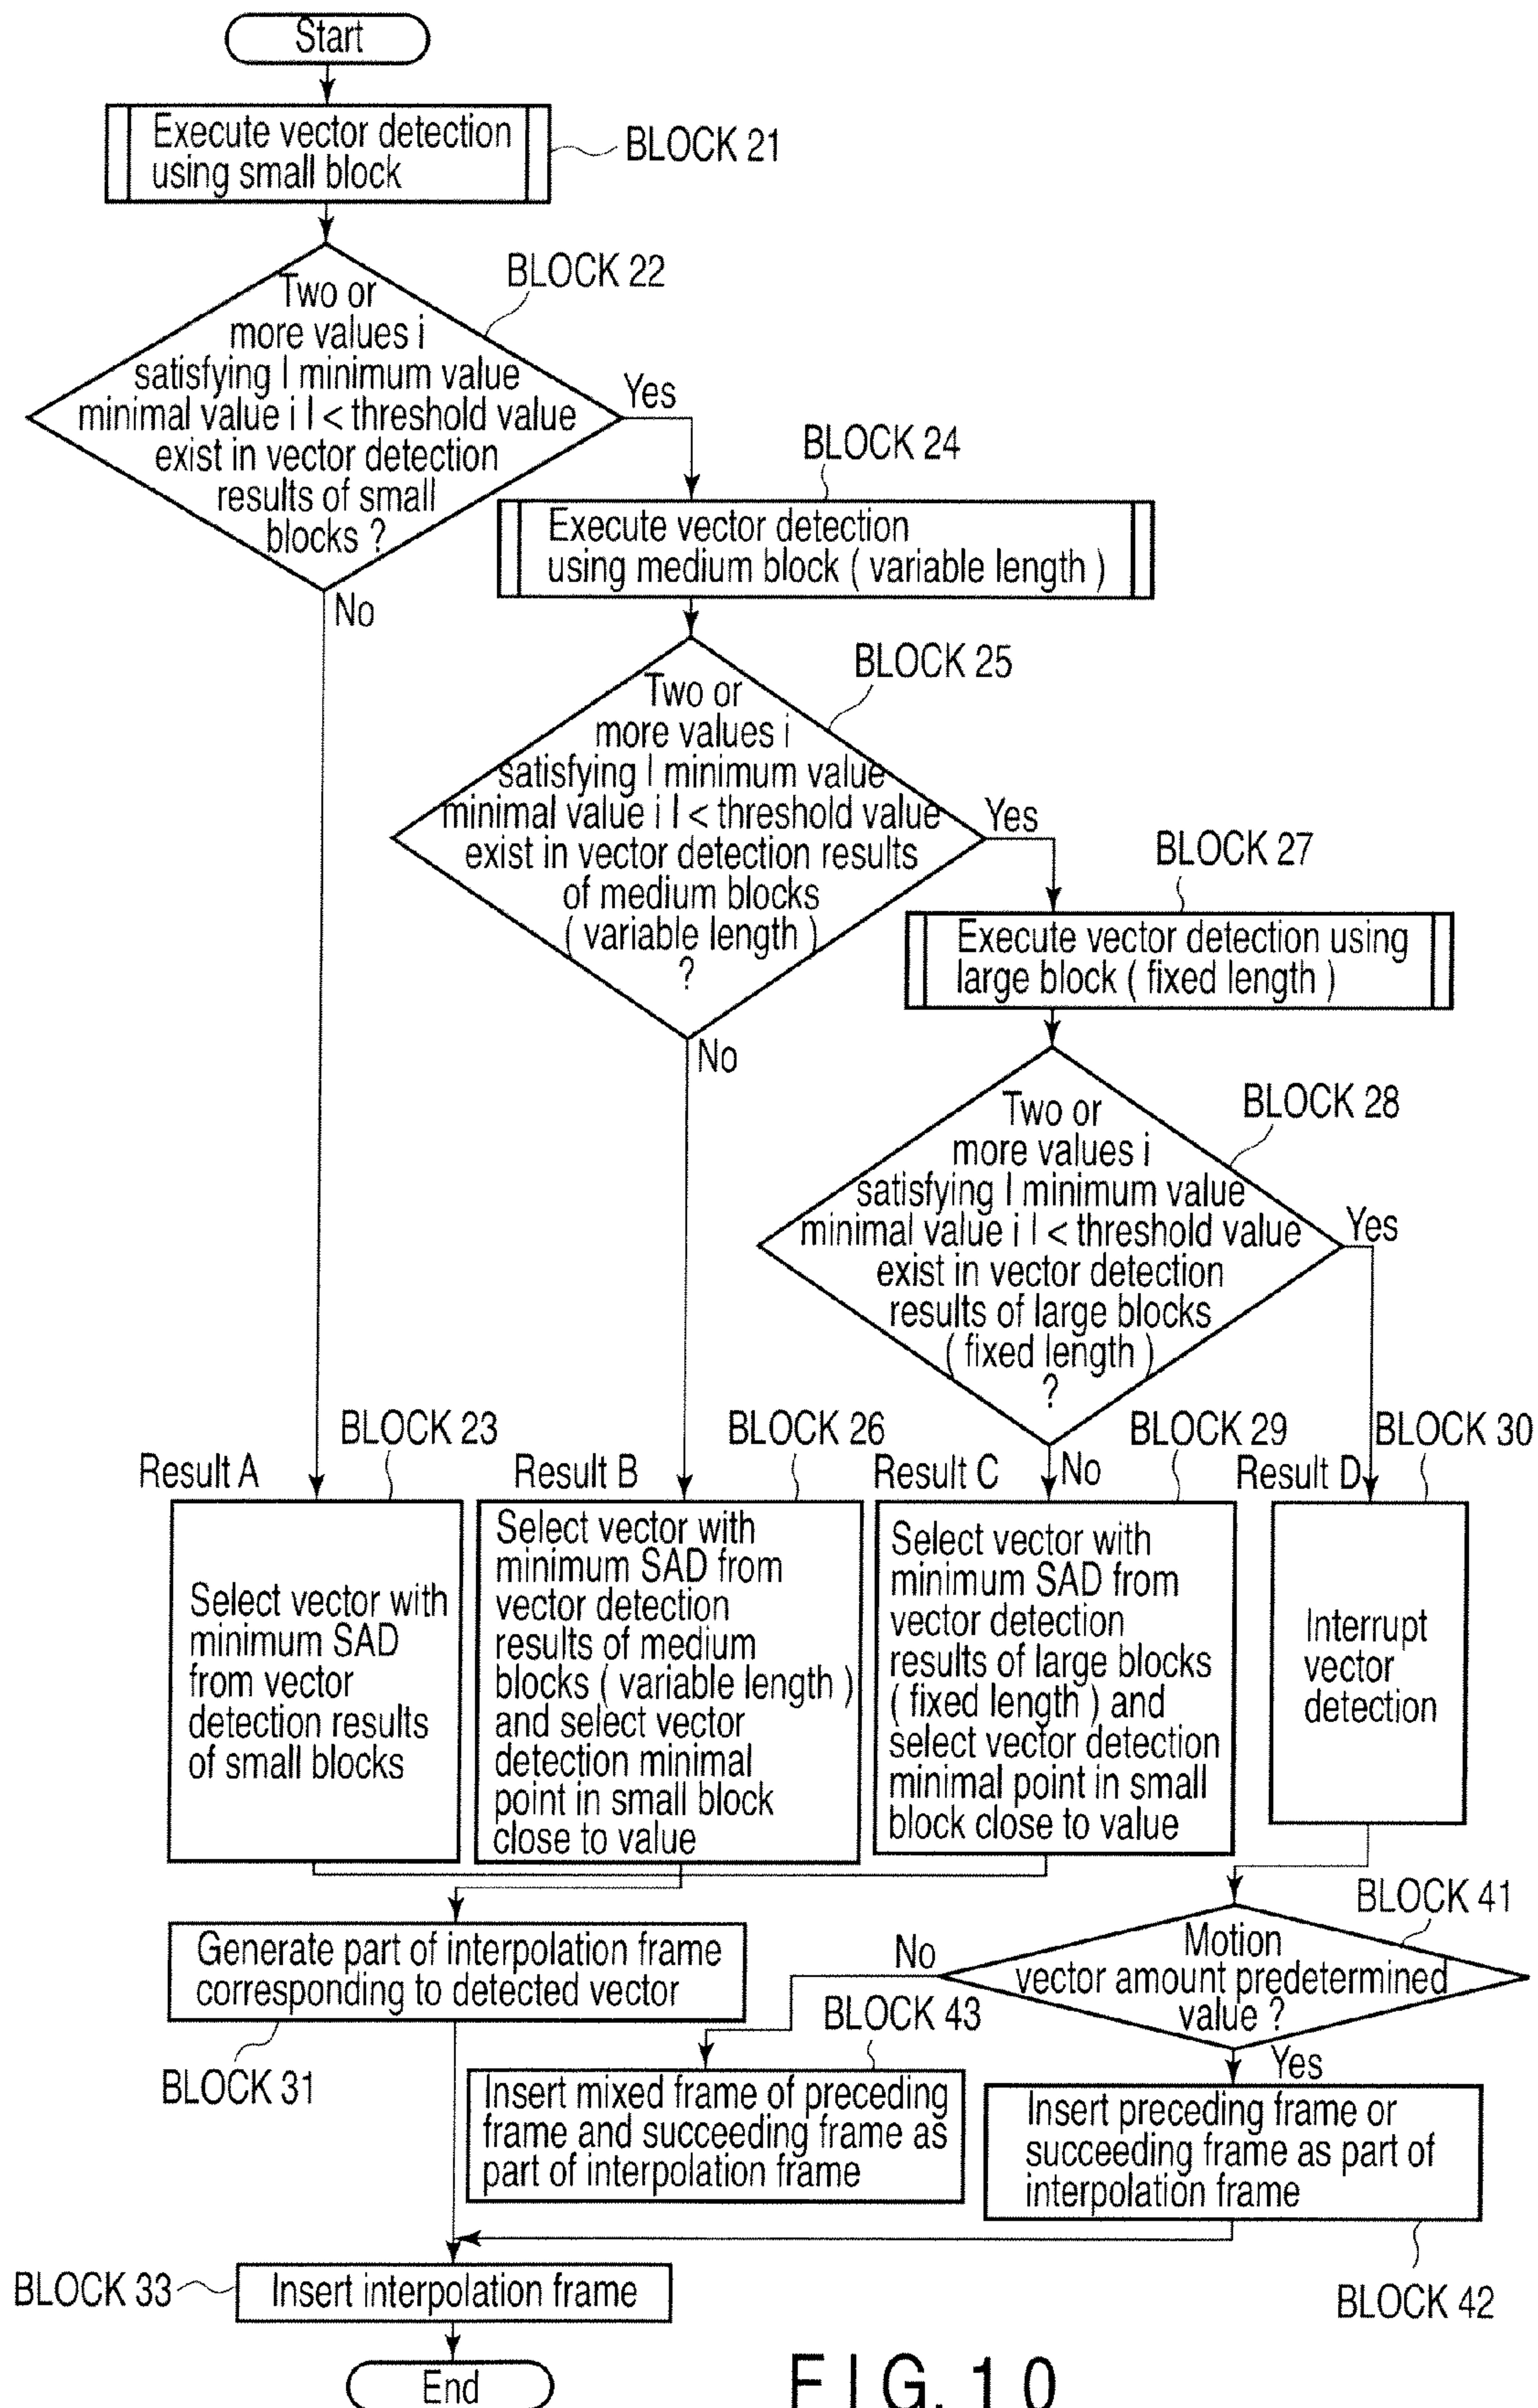 Start
Execute vector detection
using small block
BLOCK 21
BLOCK 22
Two or
more values i
satisfying | minimum value
minimal value i | < threshold value
exist in vector detection
results of small
blocks ?
Yes
No
BLOCK 24
Execute vector detection
using medium block ( variable length )
BLOCK 25
Two or
more values i
satisfying | minimum value
minimal value i | < threshold value
exist in vector detection results
of medium blocks
( variable length )
?
Yes
No
BLOCK 27
Execute vector detection using
large block ( fixed length )
BLOCK 28
Two or
more values i
satisfying | minimum value
minimal value i | < threshold value
exist in vector detection
results of large blocks
( fixed length )
?
Yes
No
Result A
BLOCK 23
Select vector with
minimum SAD
from vector
detection results
of small blocks
Result B
BLOCK 26
Select vector with
minimum SAD from
vector detection
results of medium
blocks ( variable length )
and select vector
detection minimal
point in small block
close to value
Result C
BLOCK 29
Select vector with
minimum SAD from
vector detection
results of large blocks
( fixed length ) and
select vector detection
minimal point in small
block close to value
Result D
BLOCK 30
Interrupt
vector
detection
Generate part of interpolation frame
corresponding to detected vector
BLOCK 31
BLOCK 41
Motion
vector amount predetermined
value ?
No
Yes
BLOCK 43
Insert mixed frame of preceding
frame and succeeding frame as
part of interpolation frame
Insert preceding frame or
succeeding frame as part of
interpolation frame
BLOCK 42
BLOCK 33
Insert interpolation frame
End
FIG. 10